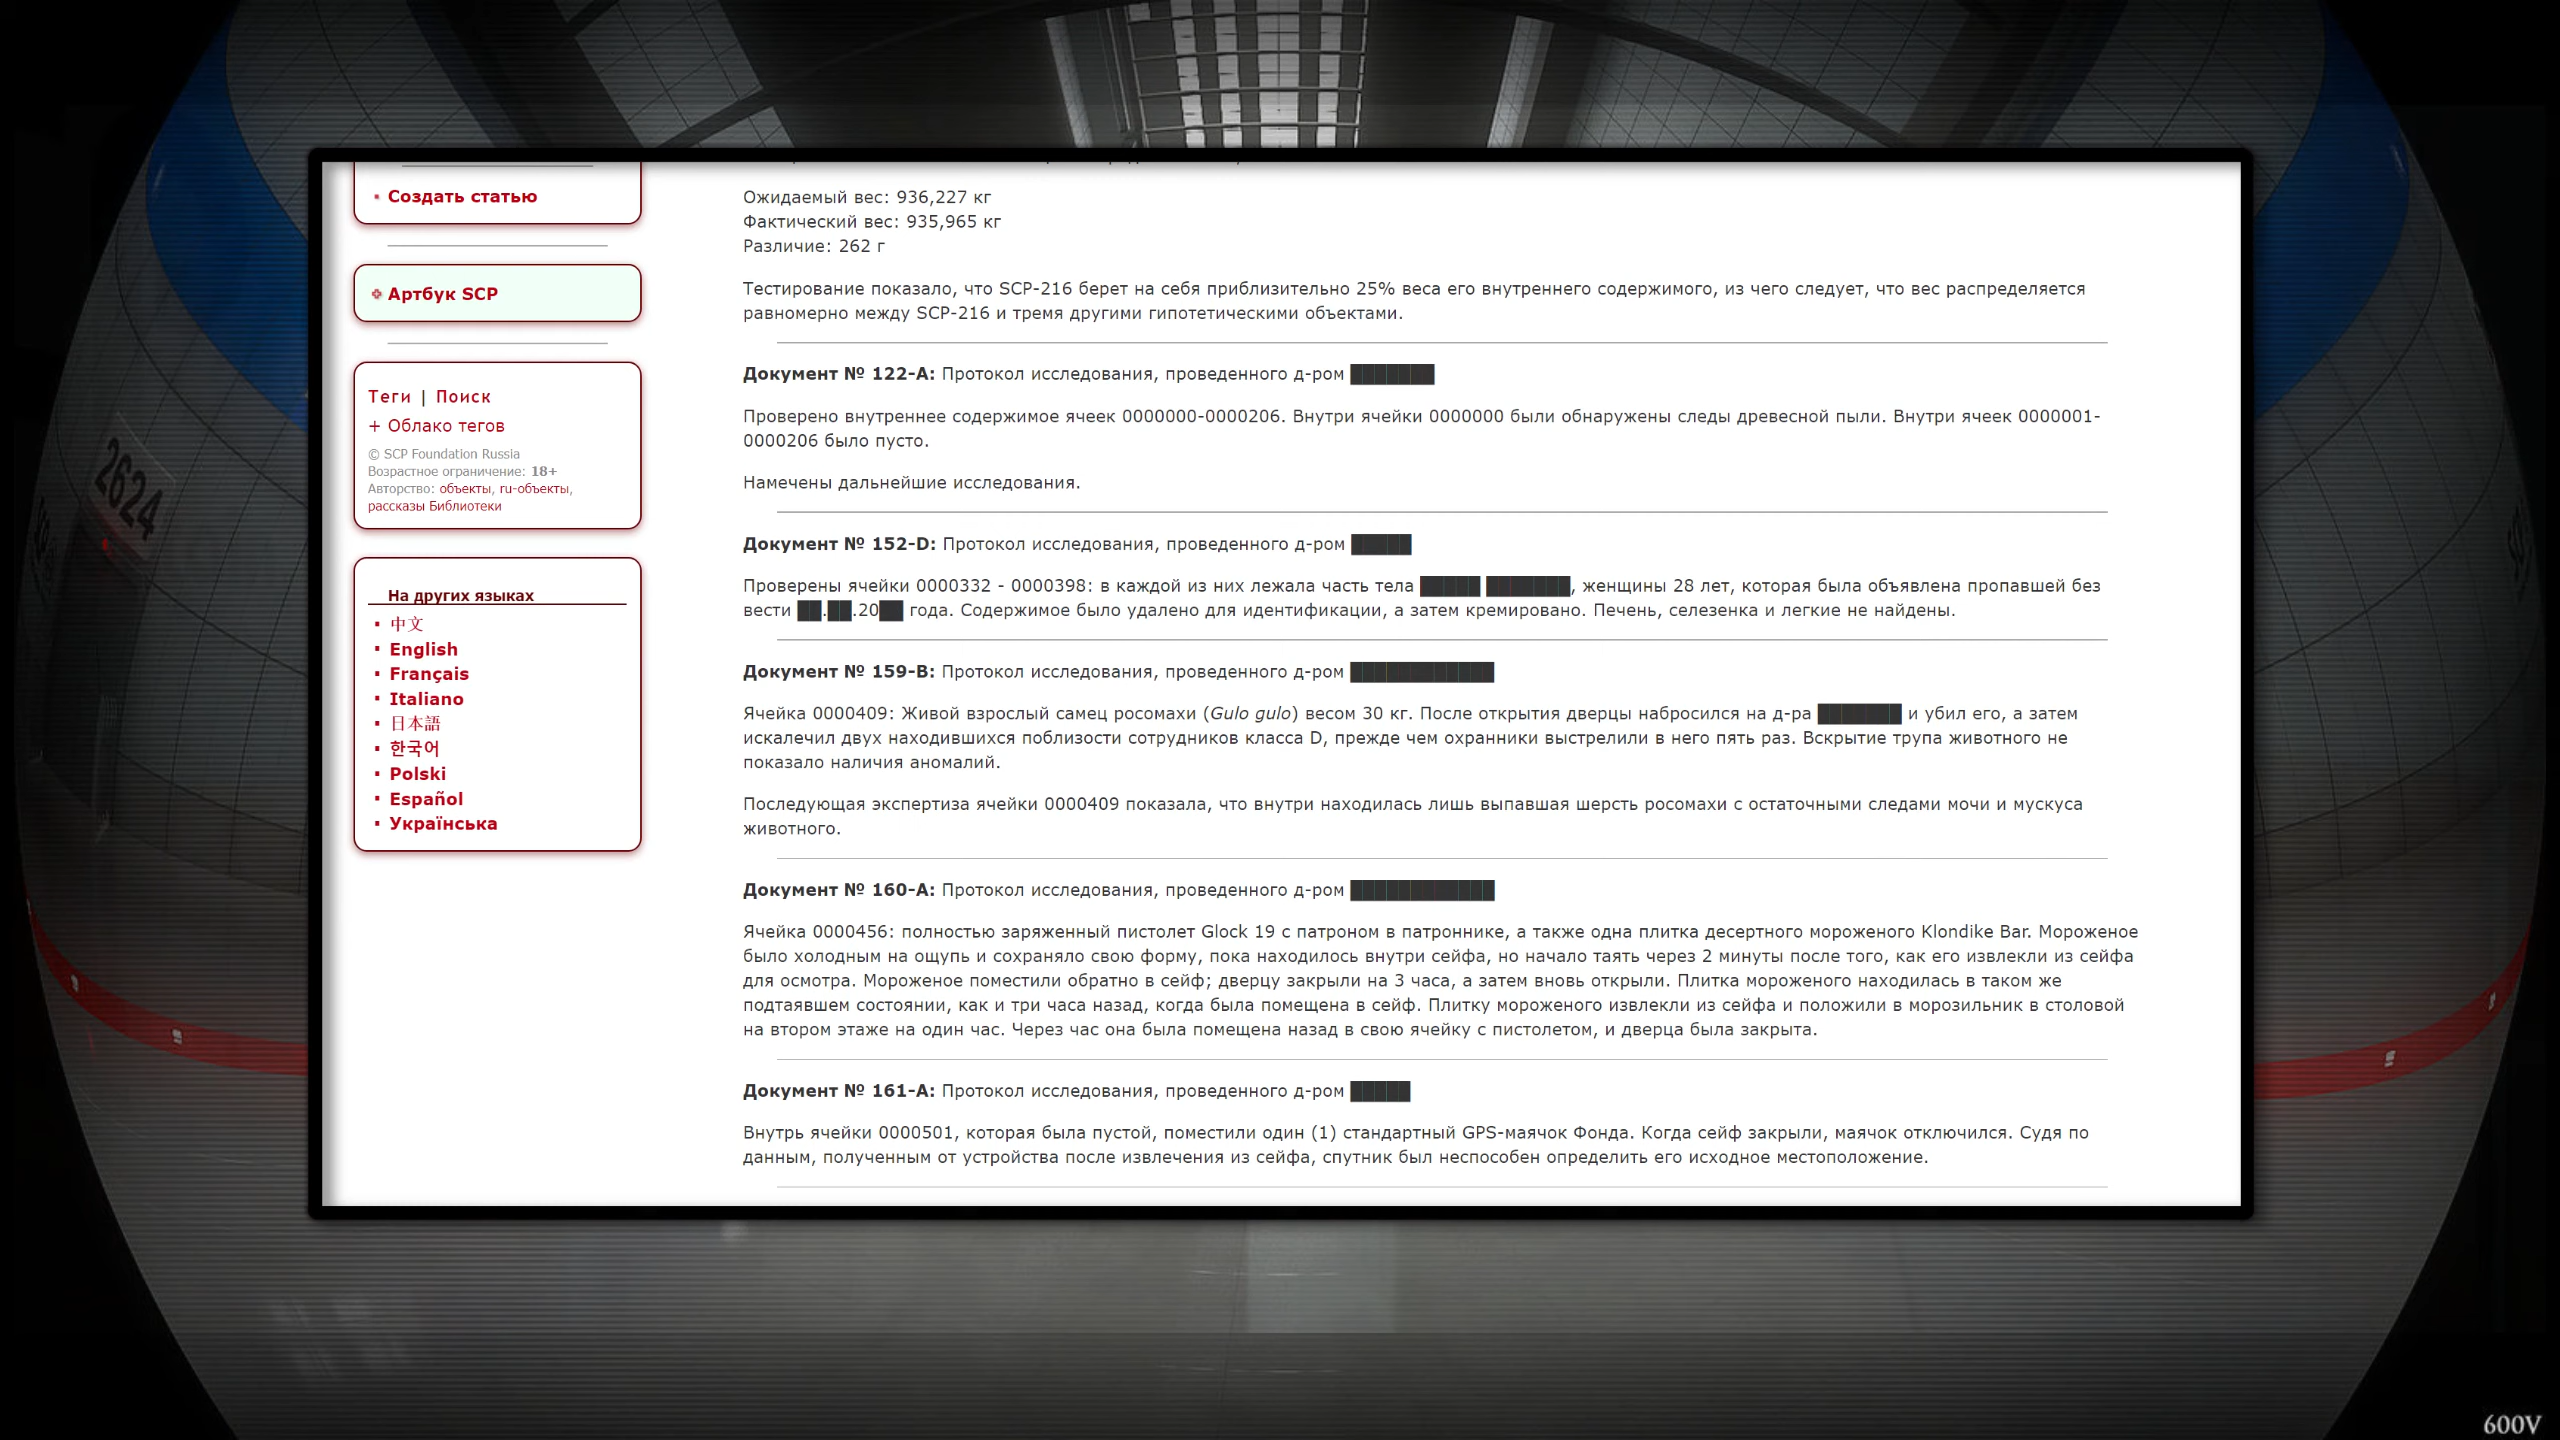 Создать статью
Артбук SCP
Теги | Поиск
+ Облако тегов
© SCP Foundation Russia
Возрастное ограничение: 18+
Авторство: объекты, ru-объекты,
рассказы Библиотеки
На других языках
中文
English
Français
Italiano
日本語
한국어
Polski
Español
Українська
Ожидаемый вес: 936,227 кг
Фактический вес: 935,965 кг
Различие: 262 г
Тестирование показало, что SCP-216 берет на себя приблизительно 25% веса его внутреннего содержимого, из чего следует, что вес распределяется
равномерно между SCP-216 и тремя другими гипотетическими объектами.
Документ № 122-A: Протокол исследования, проведенного д-ром ███████
Проверено внутреннее содержимое ячеек 0000000-0000206. Внутри ячейки 0000000 были обнаружены следы древесной пыли. Внутри ячеек 0000001-
0000206 было пусто.
Намечены дальнейшие исследования.
Документ № 152-D: Протокол исследования, проведенного д-ром █████
Проверены ячейки 0000332 - 0000398: в каждой из них лежала часть тела █████ ███████, женщины 28 лет, которая была объявлена пропавшей без
вести ██.██.20██ года. Содержимое было удалено для идентификации, а затем кремировано. Печень, селезенка и легкие не найдены.
Документ № 159-B: Протокол исследования, проведенного д-ром ████████████
Ячейка 0000409: Живой взрослый самец росомахи (Gulo gulo) весом 30 кг. После открытия дверцы набросился на д-ра ███████ и убил его, а затем
искалечил двух находившихся поблизости сотрудников класса D, прежде чем охранники выстрелили в него пять раз. Вскрытие трупа животного не
показало наличия аномалий.
Последующая экспертиза ячейки 0000409 показала, что внутри находилась лишь выпавшая шерсть росомахи с остаточными следами мочи и мускуса
животного.
Документ № 160-A: Протокол исследования, проведенного д-ром ████████████
Ячейка 0000456: полностью заряженный пистолет Glock 19 с патроном в патроннике, а также одна плитка десертного мороженого Klondike Bar. Мороженое
было холодным на ощупь и сохраняло свою форму, пока находилось внутри сейфа, но начало таять через 2 минуты после того, как его извлекли из сейфа
для осмотра. Мороженое поместили обратно в сейф; дверцу закрыли на 3 часа, а затем вновь открыли. Плитка мороженого находилась в таком же
подтаявшем состоянии, как и три часа назад, когда была помещена в сейф. Плитку мороженого извлекли из сейфа и положили в морозильник в столовой
на втором этаже на один час. Через час она была помещена назад в свою ячейку с пистолетом, и дверца была закрыта.
Документ № 161-A: Протокол исследования, проведенного д-ром █████
Внутрь ячейки 0000501, которая была пустой, поместили один (1) стандартный GPS-маячок Фонда. Когда сейф закрыли, маячок отключился. Судя по
данным, полученным от устройства после извлечения из сейфа, спутник был неспособен определить его исходное местоположение.
2624
600V